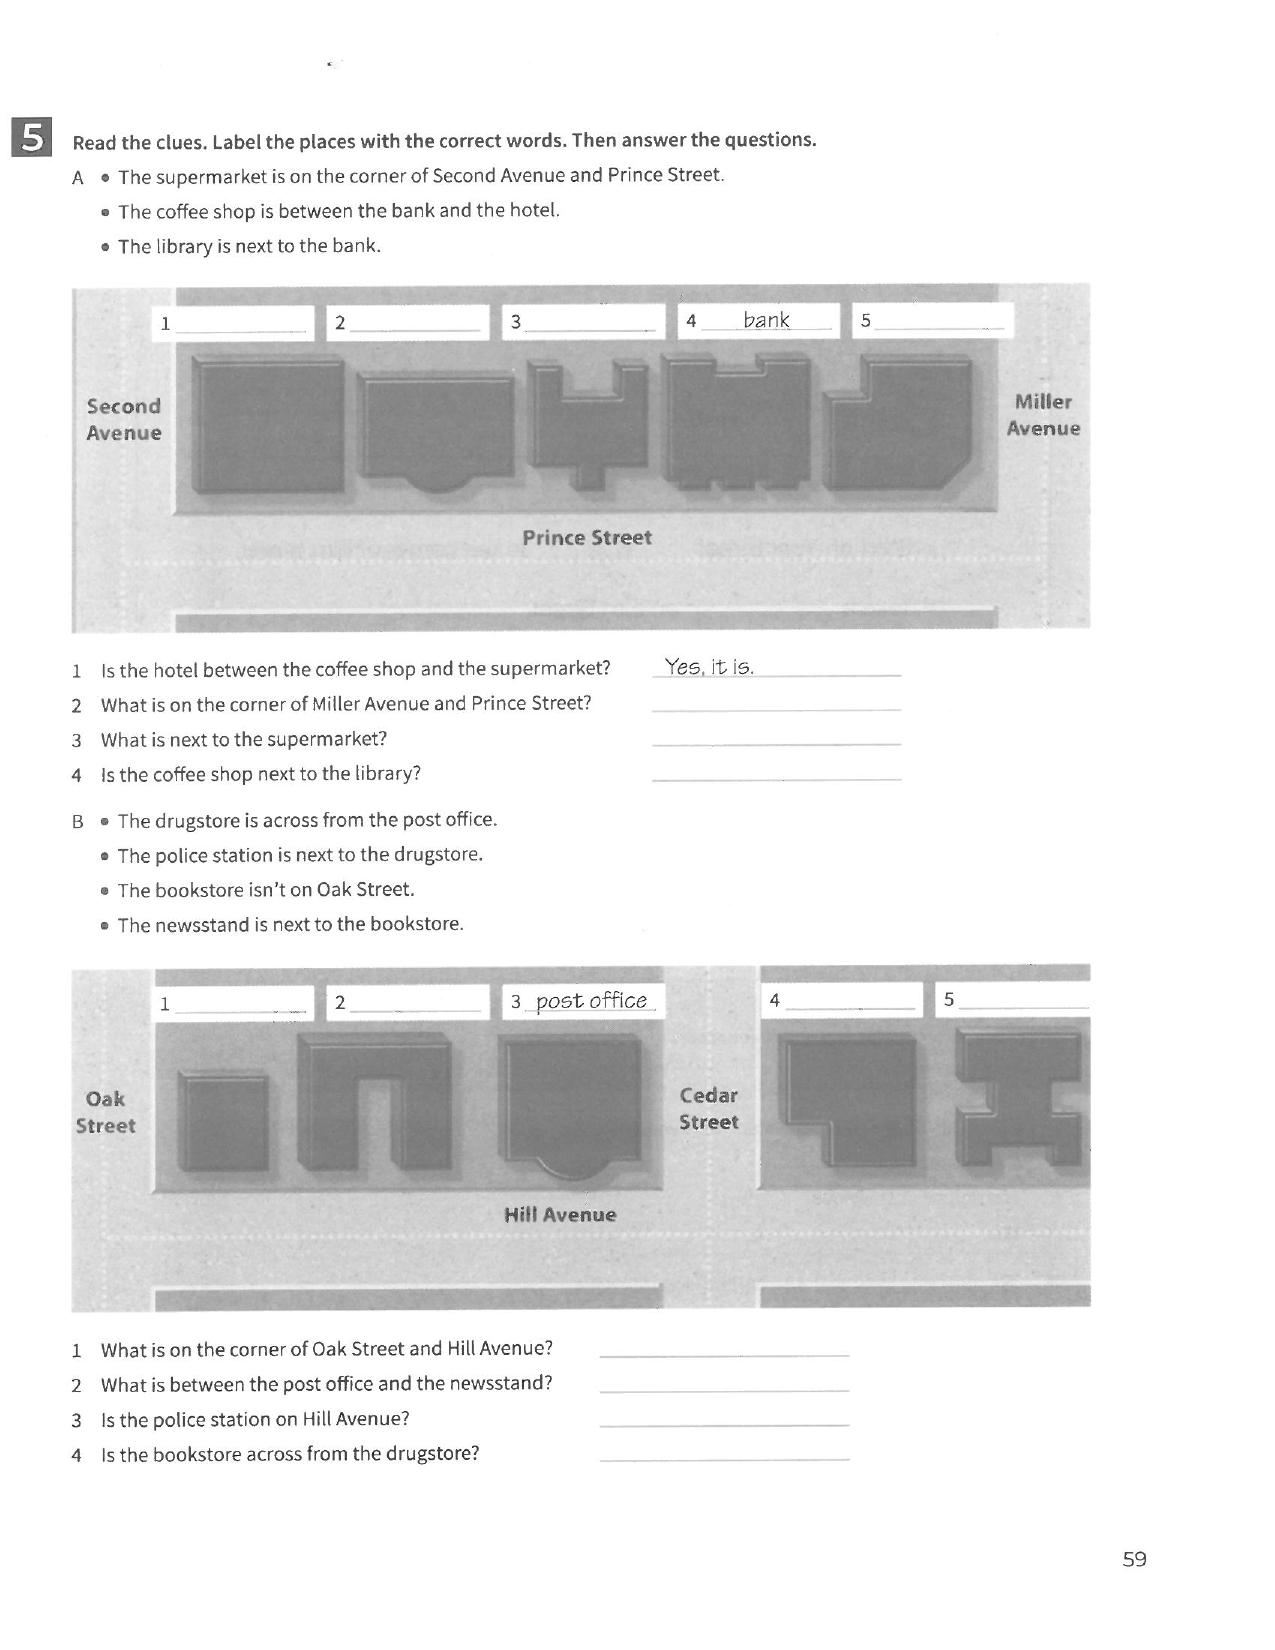 5 Read the clues. Label the places with the correct words. Then answer the questions.
A • The supermarket is on the corner of Second Avenue and Prince Street.
• The coffee shop is between the bank and the hotel.
• The library is next to the bank.
1 ______ 2 ______ 3 ______ 4 bank 5 ______
Second Avenue
Miller Avenue
Prince Street
1 Is the hotel between the coffee shop and the supermarket? Yes, it is.
2 What is on the corner of Miller Avenue and Prince Street?
3 What is next to the supermarket?
4 Is the coffee shop next to the library?
B • The drugstore is across from the post office.
• The police station is next to the drugstore.
• The bookstore isn't on Oak Street.
• The newsstand is next to the bookstore.
1 ______ 2 ______ 3 post office 4 ______ 5 ______
Oak Street
Cedar Street
Hill Avenue
1 What is on the corner of Oak Street and Hill Avenue?
2 What is between the post office and the newsstand?
3 Is the police station on Hill Avenue?
4 Is the bookstore across from the drugstore?
59